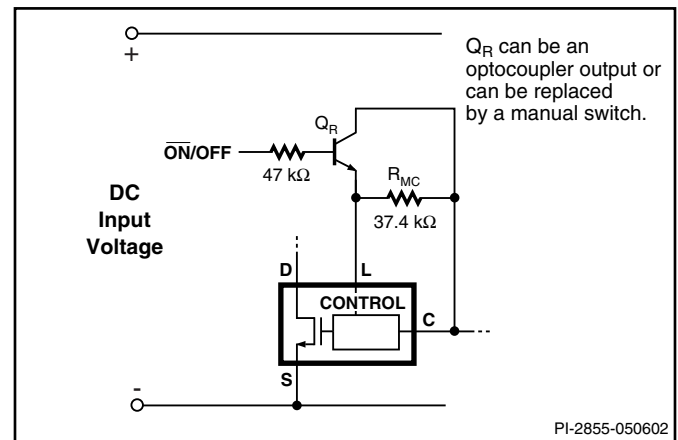 +
Q_R can be an
optocoupler output or
can be replaced
by a manual switch.
Q_R
O̅N̅/OFF
47 kΩ
R_MC
37.4 kΩ
DC
Input
Voltage
D
L
CONTROL
C
S
-
PI-2855-050602